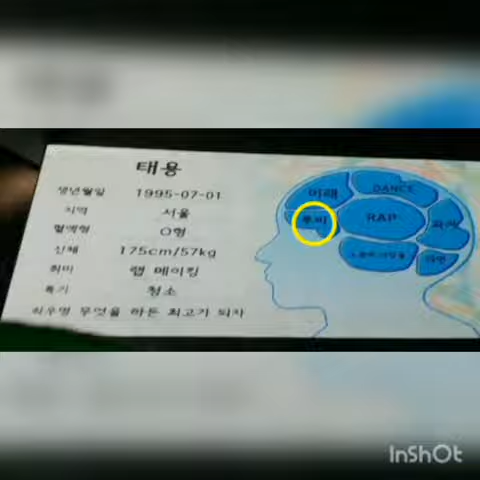 태용
생년월일 1995-07-01
지역 서울
혈액형 O형
신체 175cm/57kg
취미 랩 메이킹
특기 청소
좌우명 무엇을 하든 최고가 되자
미래 DANCE
루비 RAP
InShOt